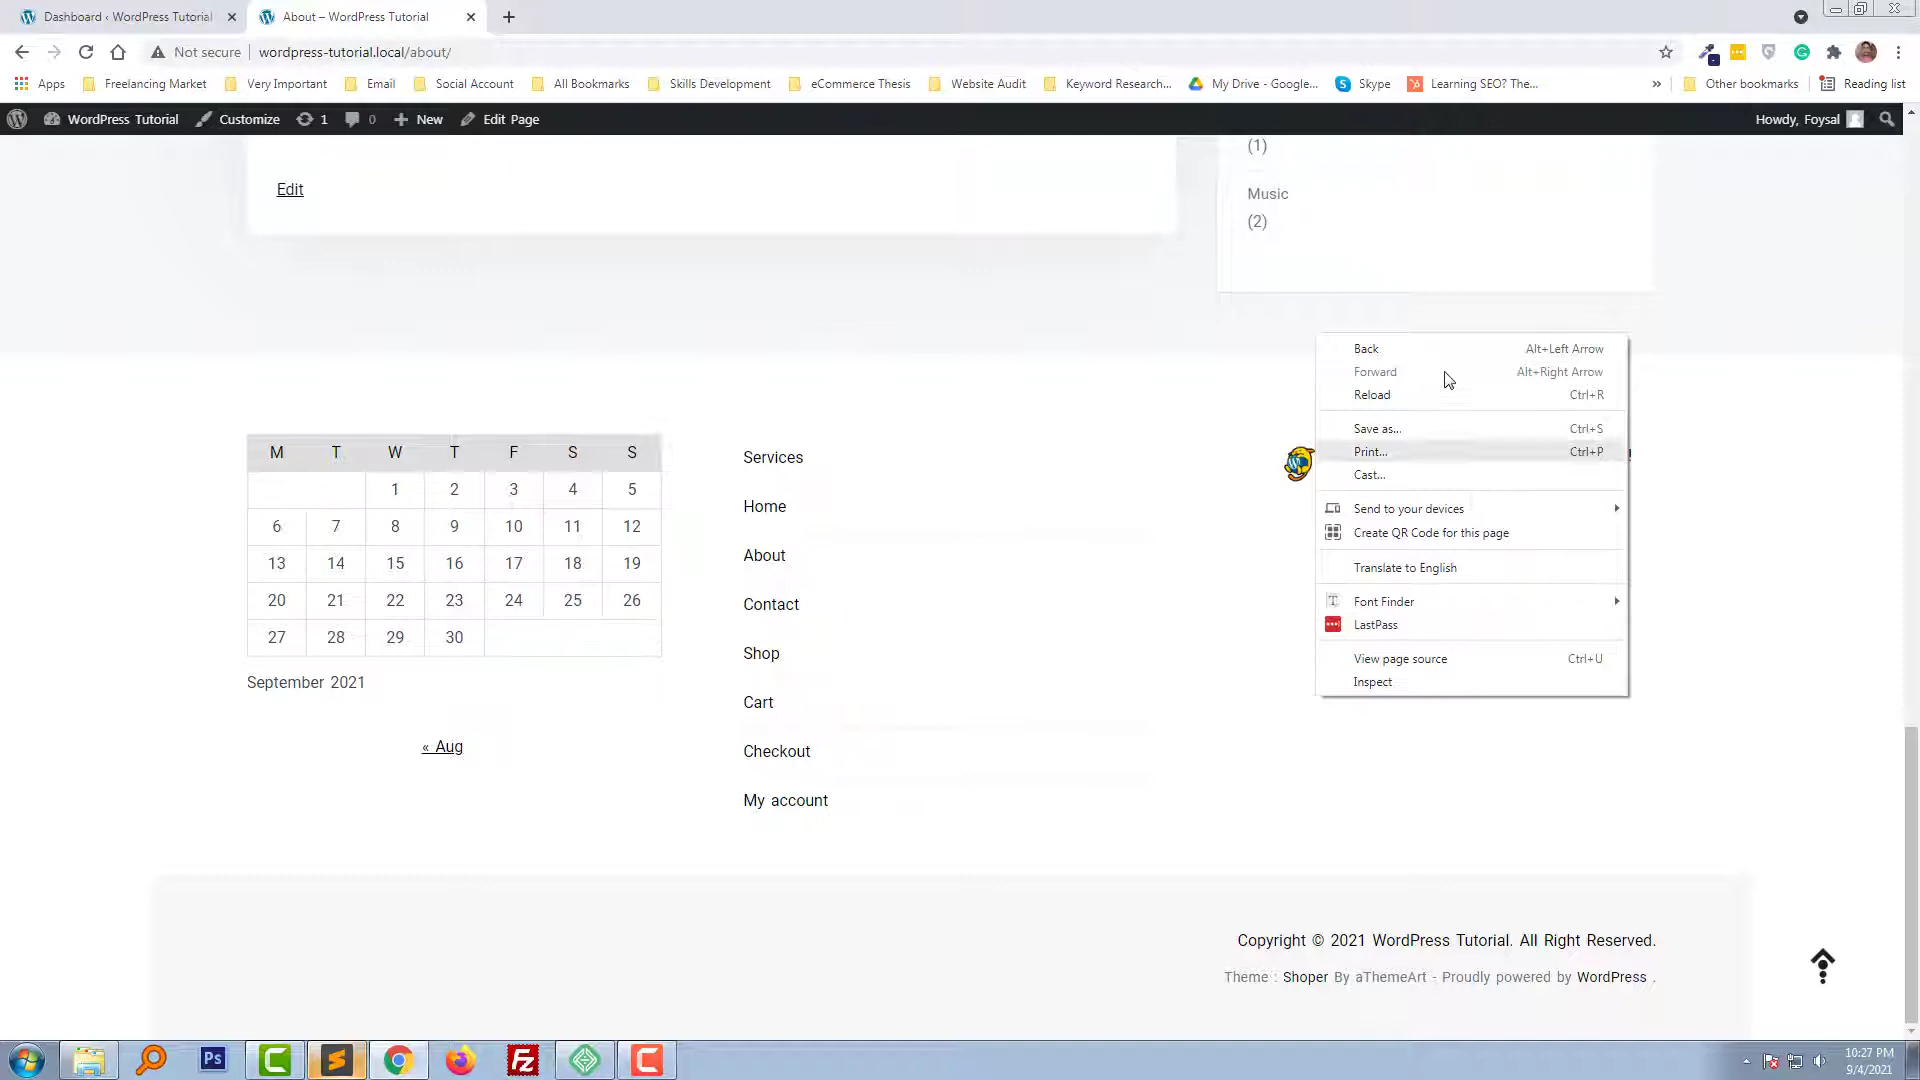 Dashboard ‹ WordPress Tutorial
About – WordPress Tutorial
Not secure
wordpress-tutorial.local/about/
Apps
Freelancing Market
Very Important
Email
Social Account
All Bookmarks
Skills Development
eCommerce Thesis
Website Audit
Keyword Research...
My Drive - Google...
Skype
Learning SEO? The...
»
Other bookmarks
Reading list
WordPress Tutorial
Customize
1
0
New
Edit Page
Howdy, Foysal
(1)
Edit
Music
(2)
Back Alt+Left Arrow
Forward Alt+Right Arrow
Reload Ctrl+R
Save as... Ctrl+S
Print... Ctrl+P
Cast...
Send to your devices
Create QR Code for this page
Translate to English
Font Finder
LastPass
View page source Ctrl+U
Inspect
M T W T F S S
1 2 3 4 5
6 7 8 9 10 11 12
13 14 15 16 17 18 19
20 21 22 23 24 25 26
27 28 29 30
September 2021
« Aug
Services
Home
About
Contact
Shop
Cart
Checkout
My account
Copyright © 2021 WordPress Tutorial. All Right Reserved.
Theme : Shoper By aThemeArt - Proudly powered by WordPress .
Ps
Fz
10:27 PM
9/4/2021